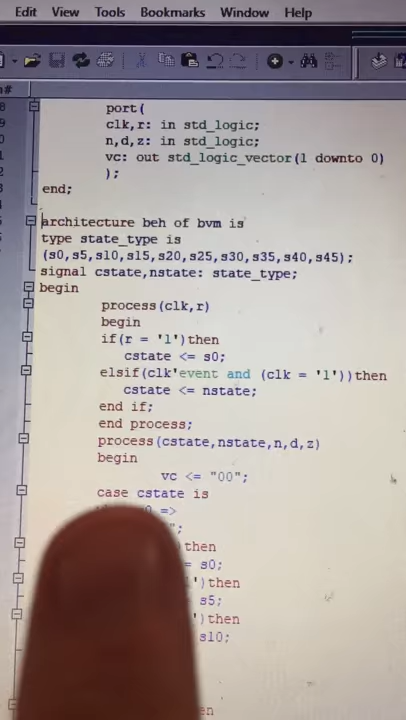 Edit View Tools Bookmarks Window Help
port(
clk,r: in std_logic;
n,d,z: in std_logic;
vc: out std_logic_vector(1 downto 0)
);
end;
architecture beh of bvm is
type state_type is
(s0,s5,s10,s15,s20,s25,s30,s35,s40,s45);
signal cstate,nstate: state_type;
begin
process(clk,r)
begin
if(r = '1')then
cstate <= s0;
elsif(clk'event and (clk = '1'))then
cstate <= nstate;
end if;
end process;
process(cstate,nstate,n,d,z)
begin
vc <= "00";
case cstate is
=>
";
')then
= s0;
')then
s5;
')then
s10;
en